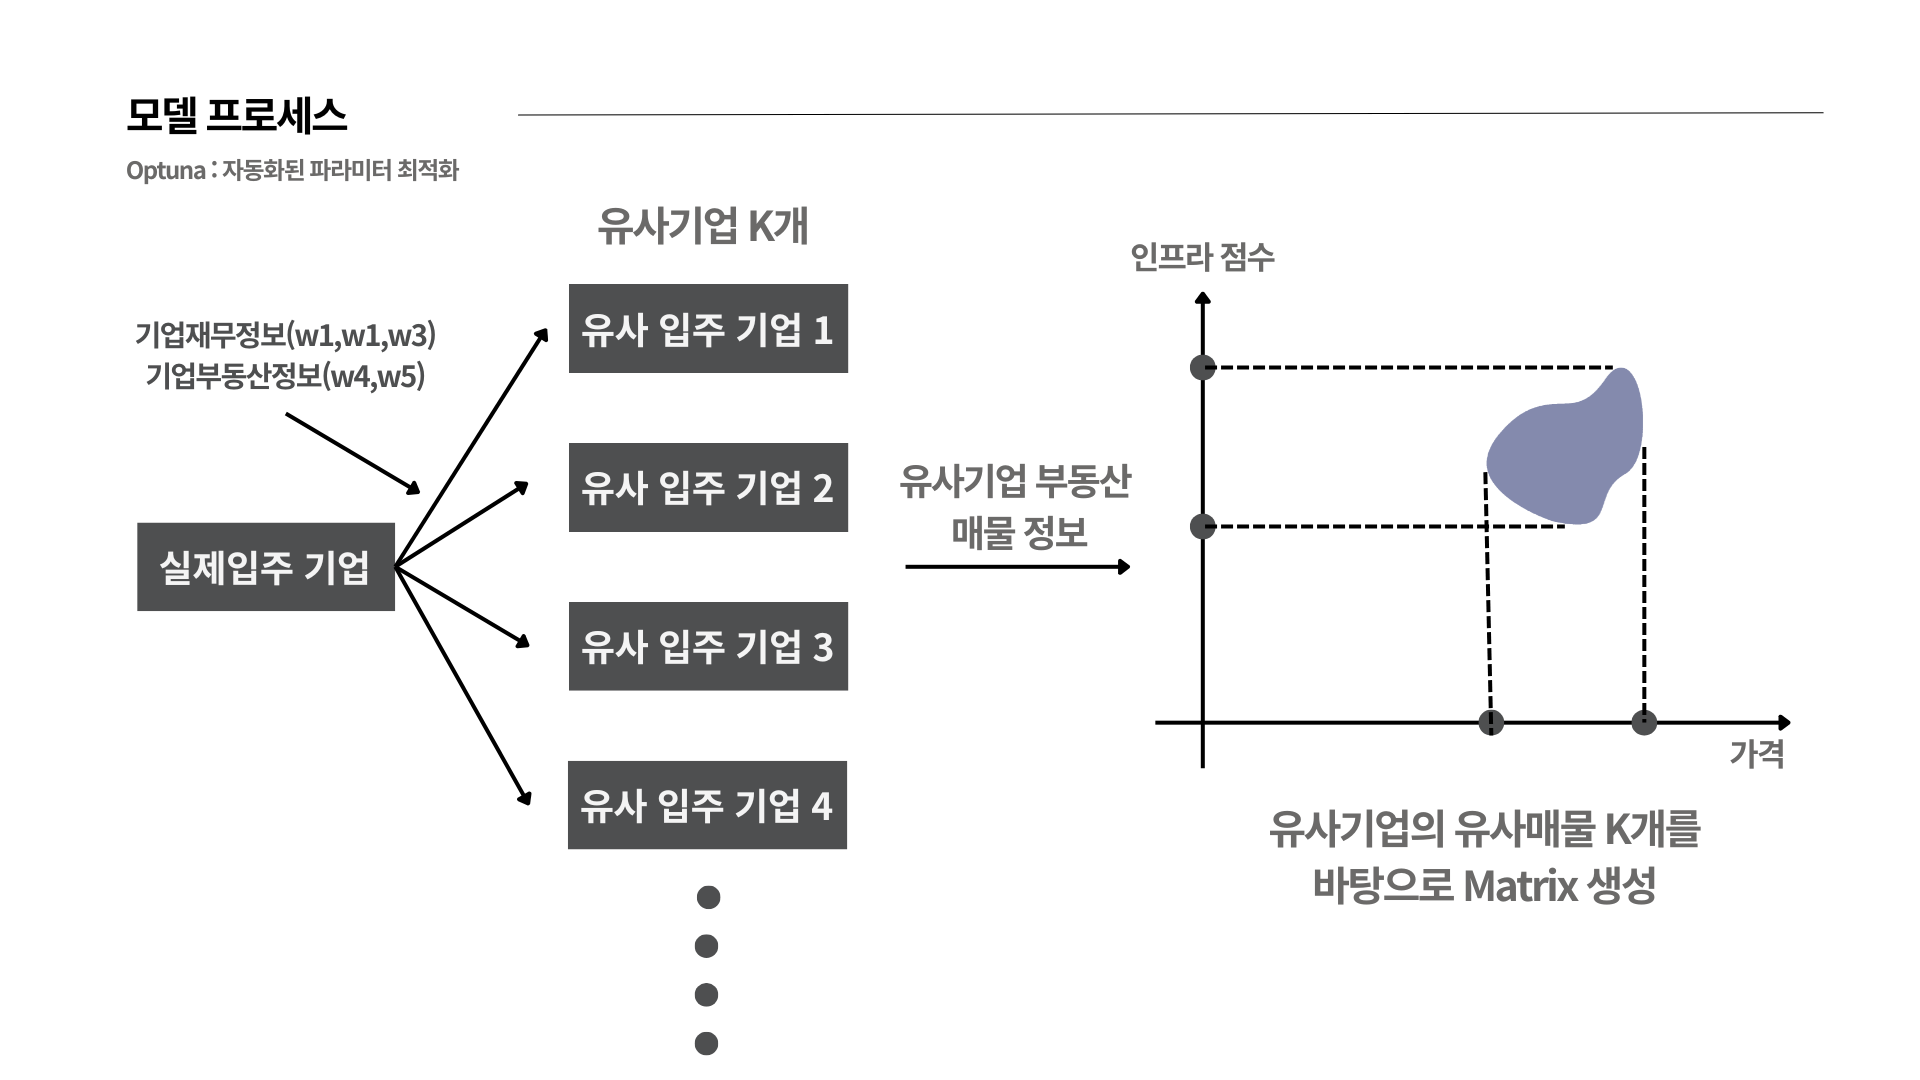 모델 프로세스
Optuna : 자동화된 파라미터 최적화
유사기업 K개
기업재무정보(w1,w1,w3)
기업부동산정보(w4,w5)
실제입주 기업
유사 입주 기업 1
유사 입주 기업 2
유사 입주 기업 3
유사 입주 기업 4
유사기업 부동산
매물 정보
인프라 점수
가격
유사기업의 유사매물 K개를
바탕으로 Matrix 생성